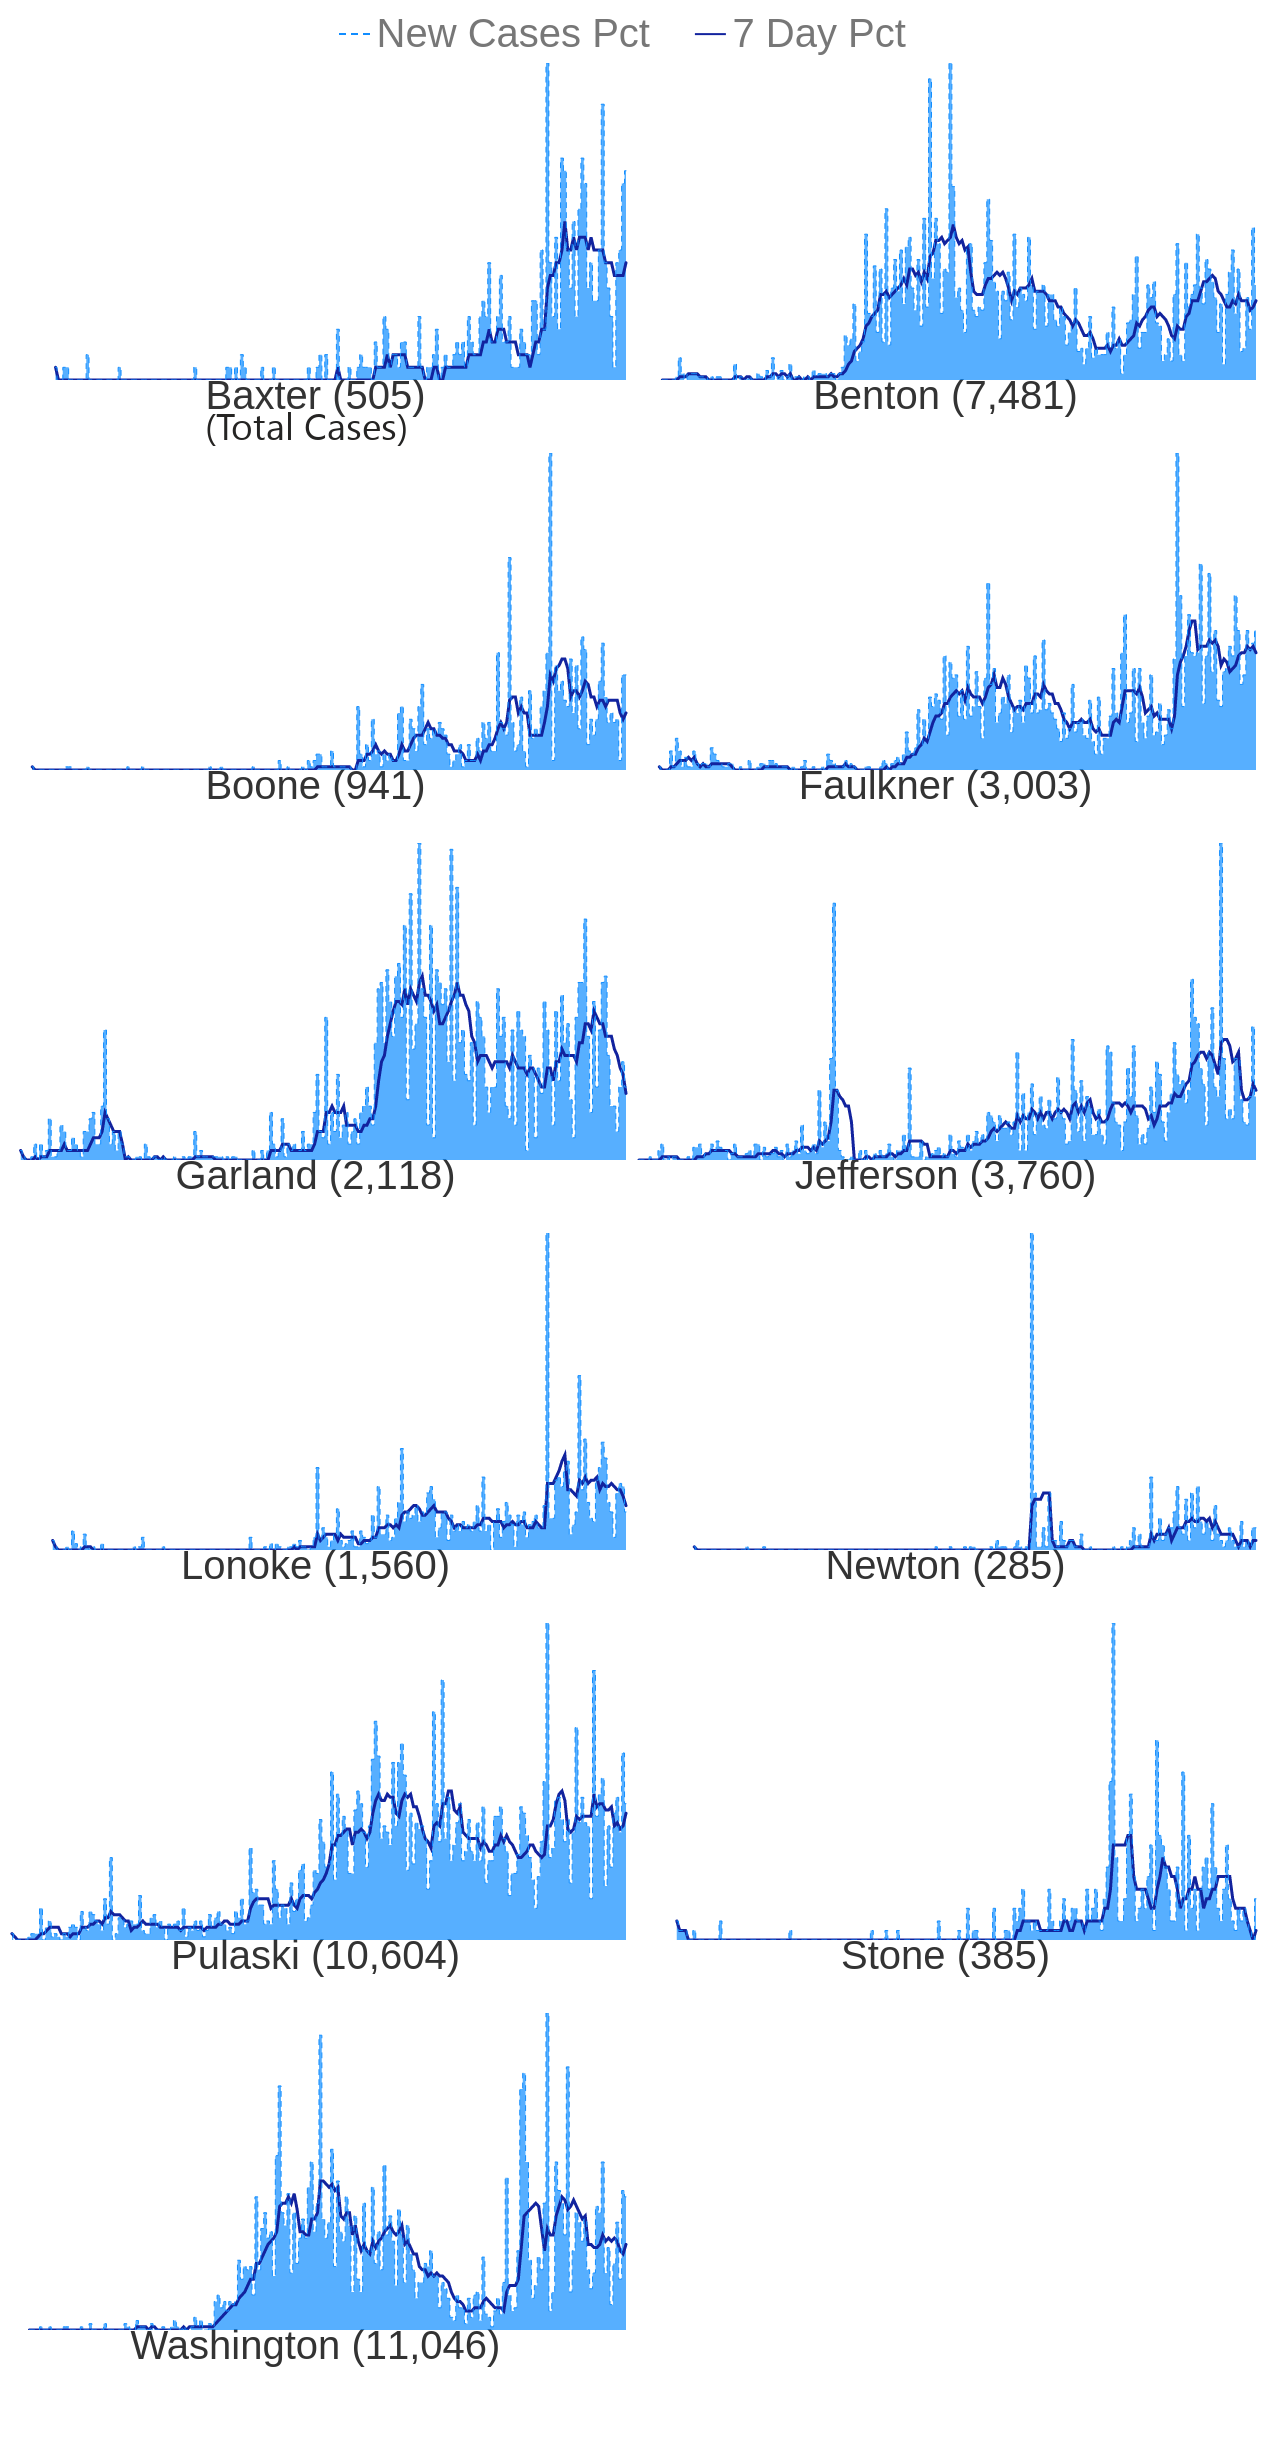 New Cases Pct 7 Day Pct
Baxter (505) Benton (7,481)
(Total Cases)
Boone (941) Faulkner (3,003)
Garland (2,118) Jefferson (3,760)
Lonoke (1,560) Newton (285)
Pulaski (10,604) Stone (385)
Washington (11,046)